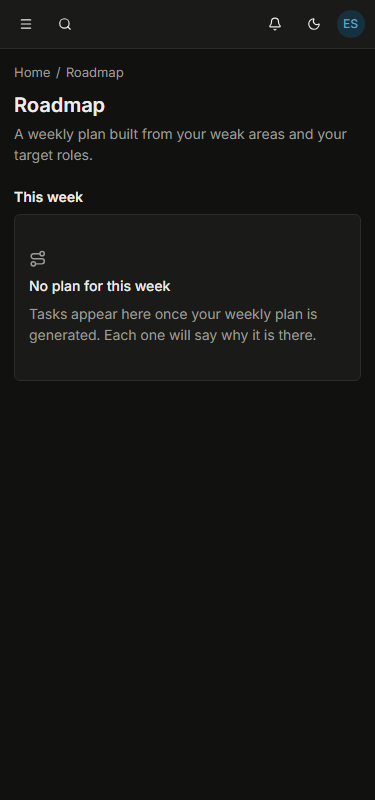 ES
Home / Roadmap
Roadmap
A weekly plan built from your weak areas and your
target roles.
This week
No plan for this week
Tasks appear here once your weekly plan is
generated. Each one will say why it is there.